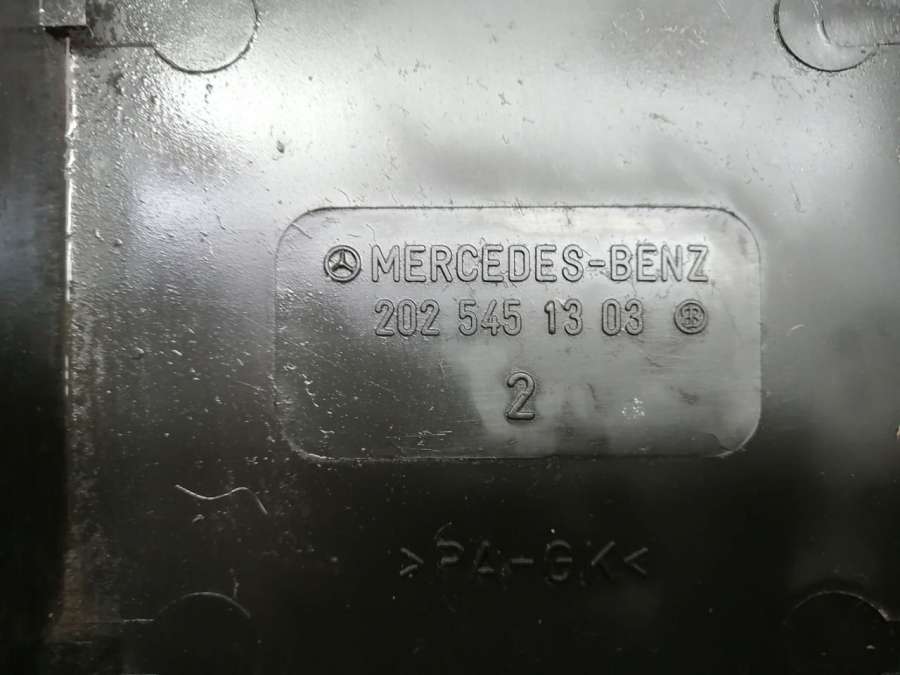 MERCEDES-BENZ
202 545 13 03
2
>PA-GK<